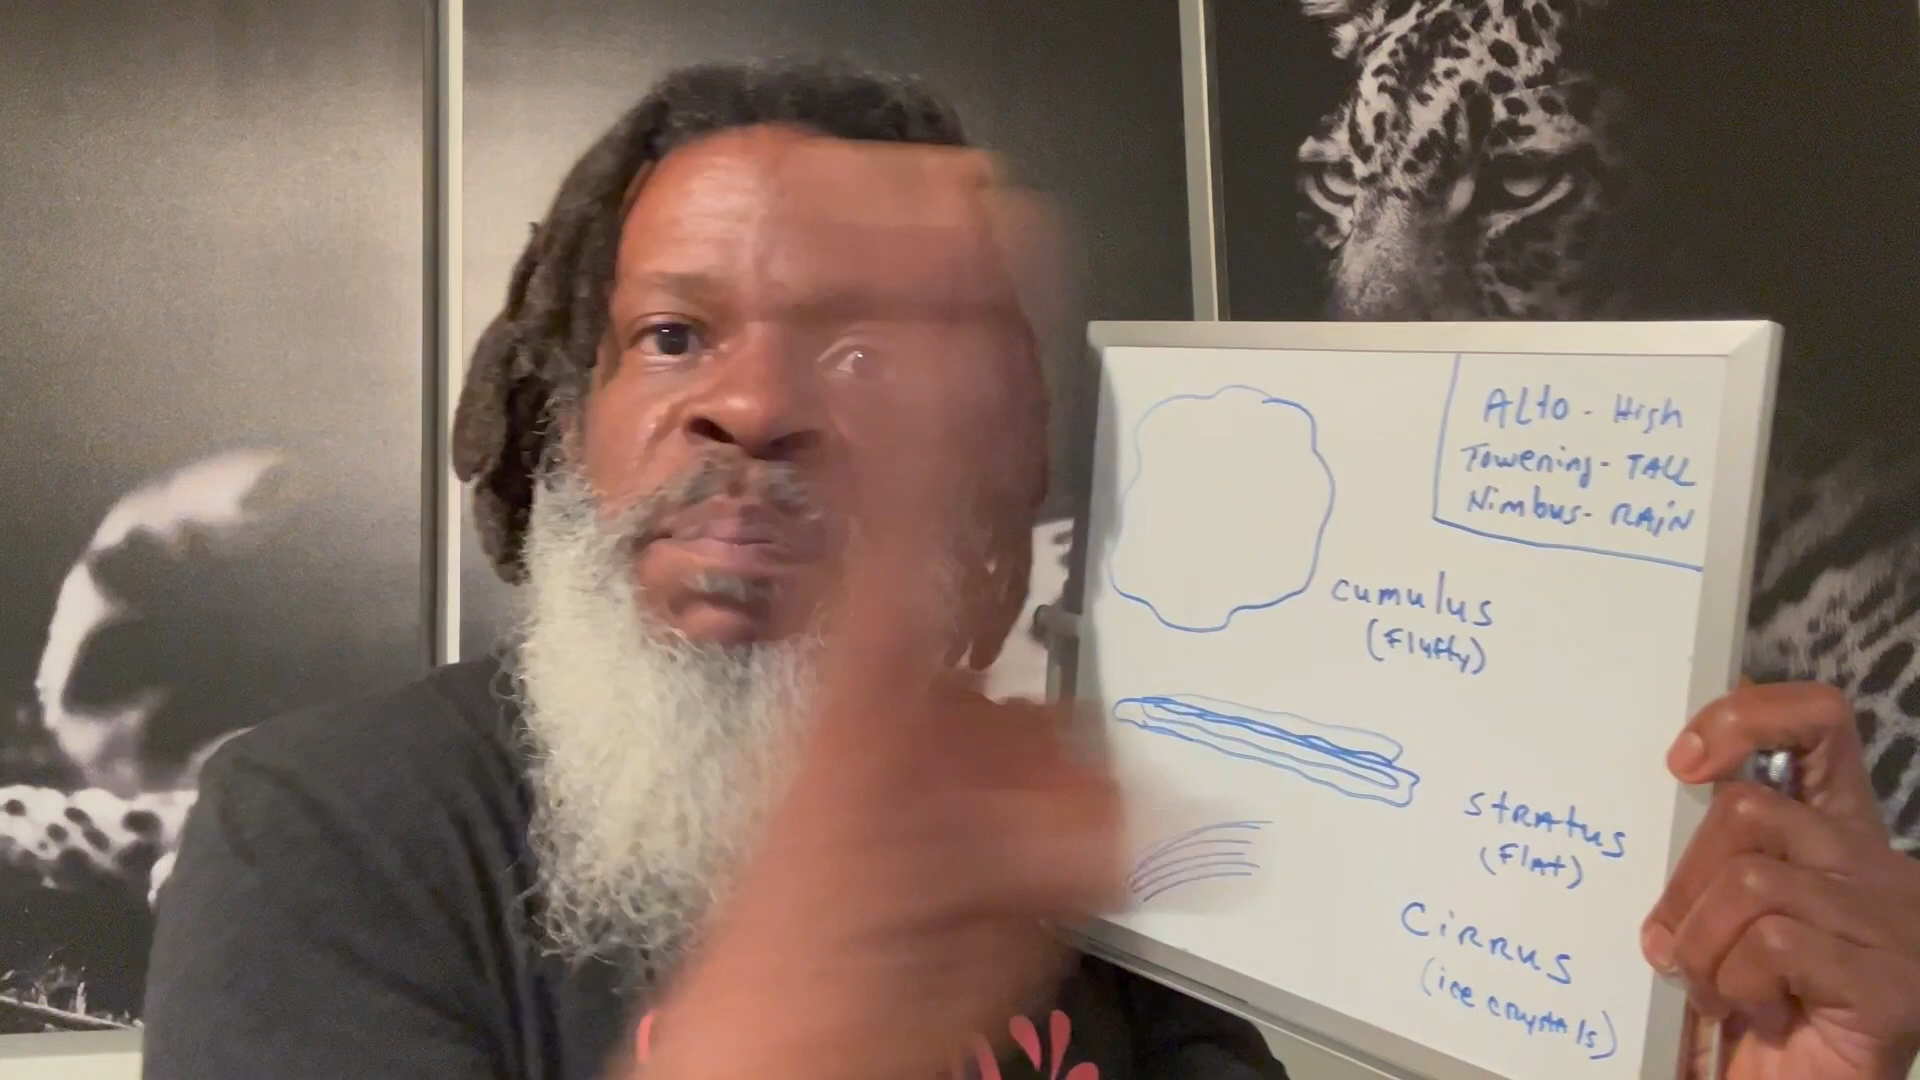 Alto - High
Towering - TALL
Nimbus - RAiN
cumulus
(Fluffy)
stRAtus
(FlAt)
CiRRus
(ice crystAls)